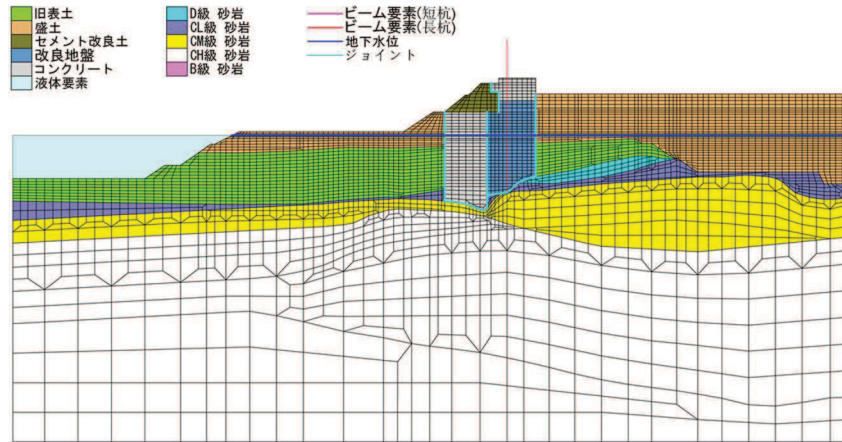 旧表土
盛土
セメント改良土
改良地盤
コンクリート
液体要素
D級 砂岩
CL級 砂岩
CM級 砂岩
CH級 砂岩
B級 砂岩
ビーム要素(短杭)
ビーム要素(長杭)
地下水位
ジョイント